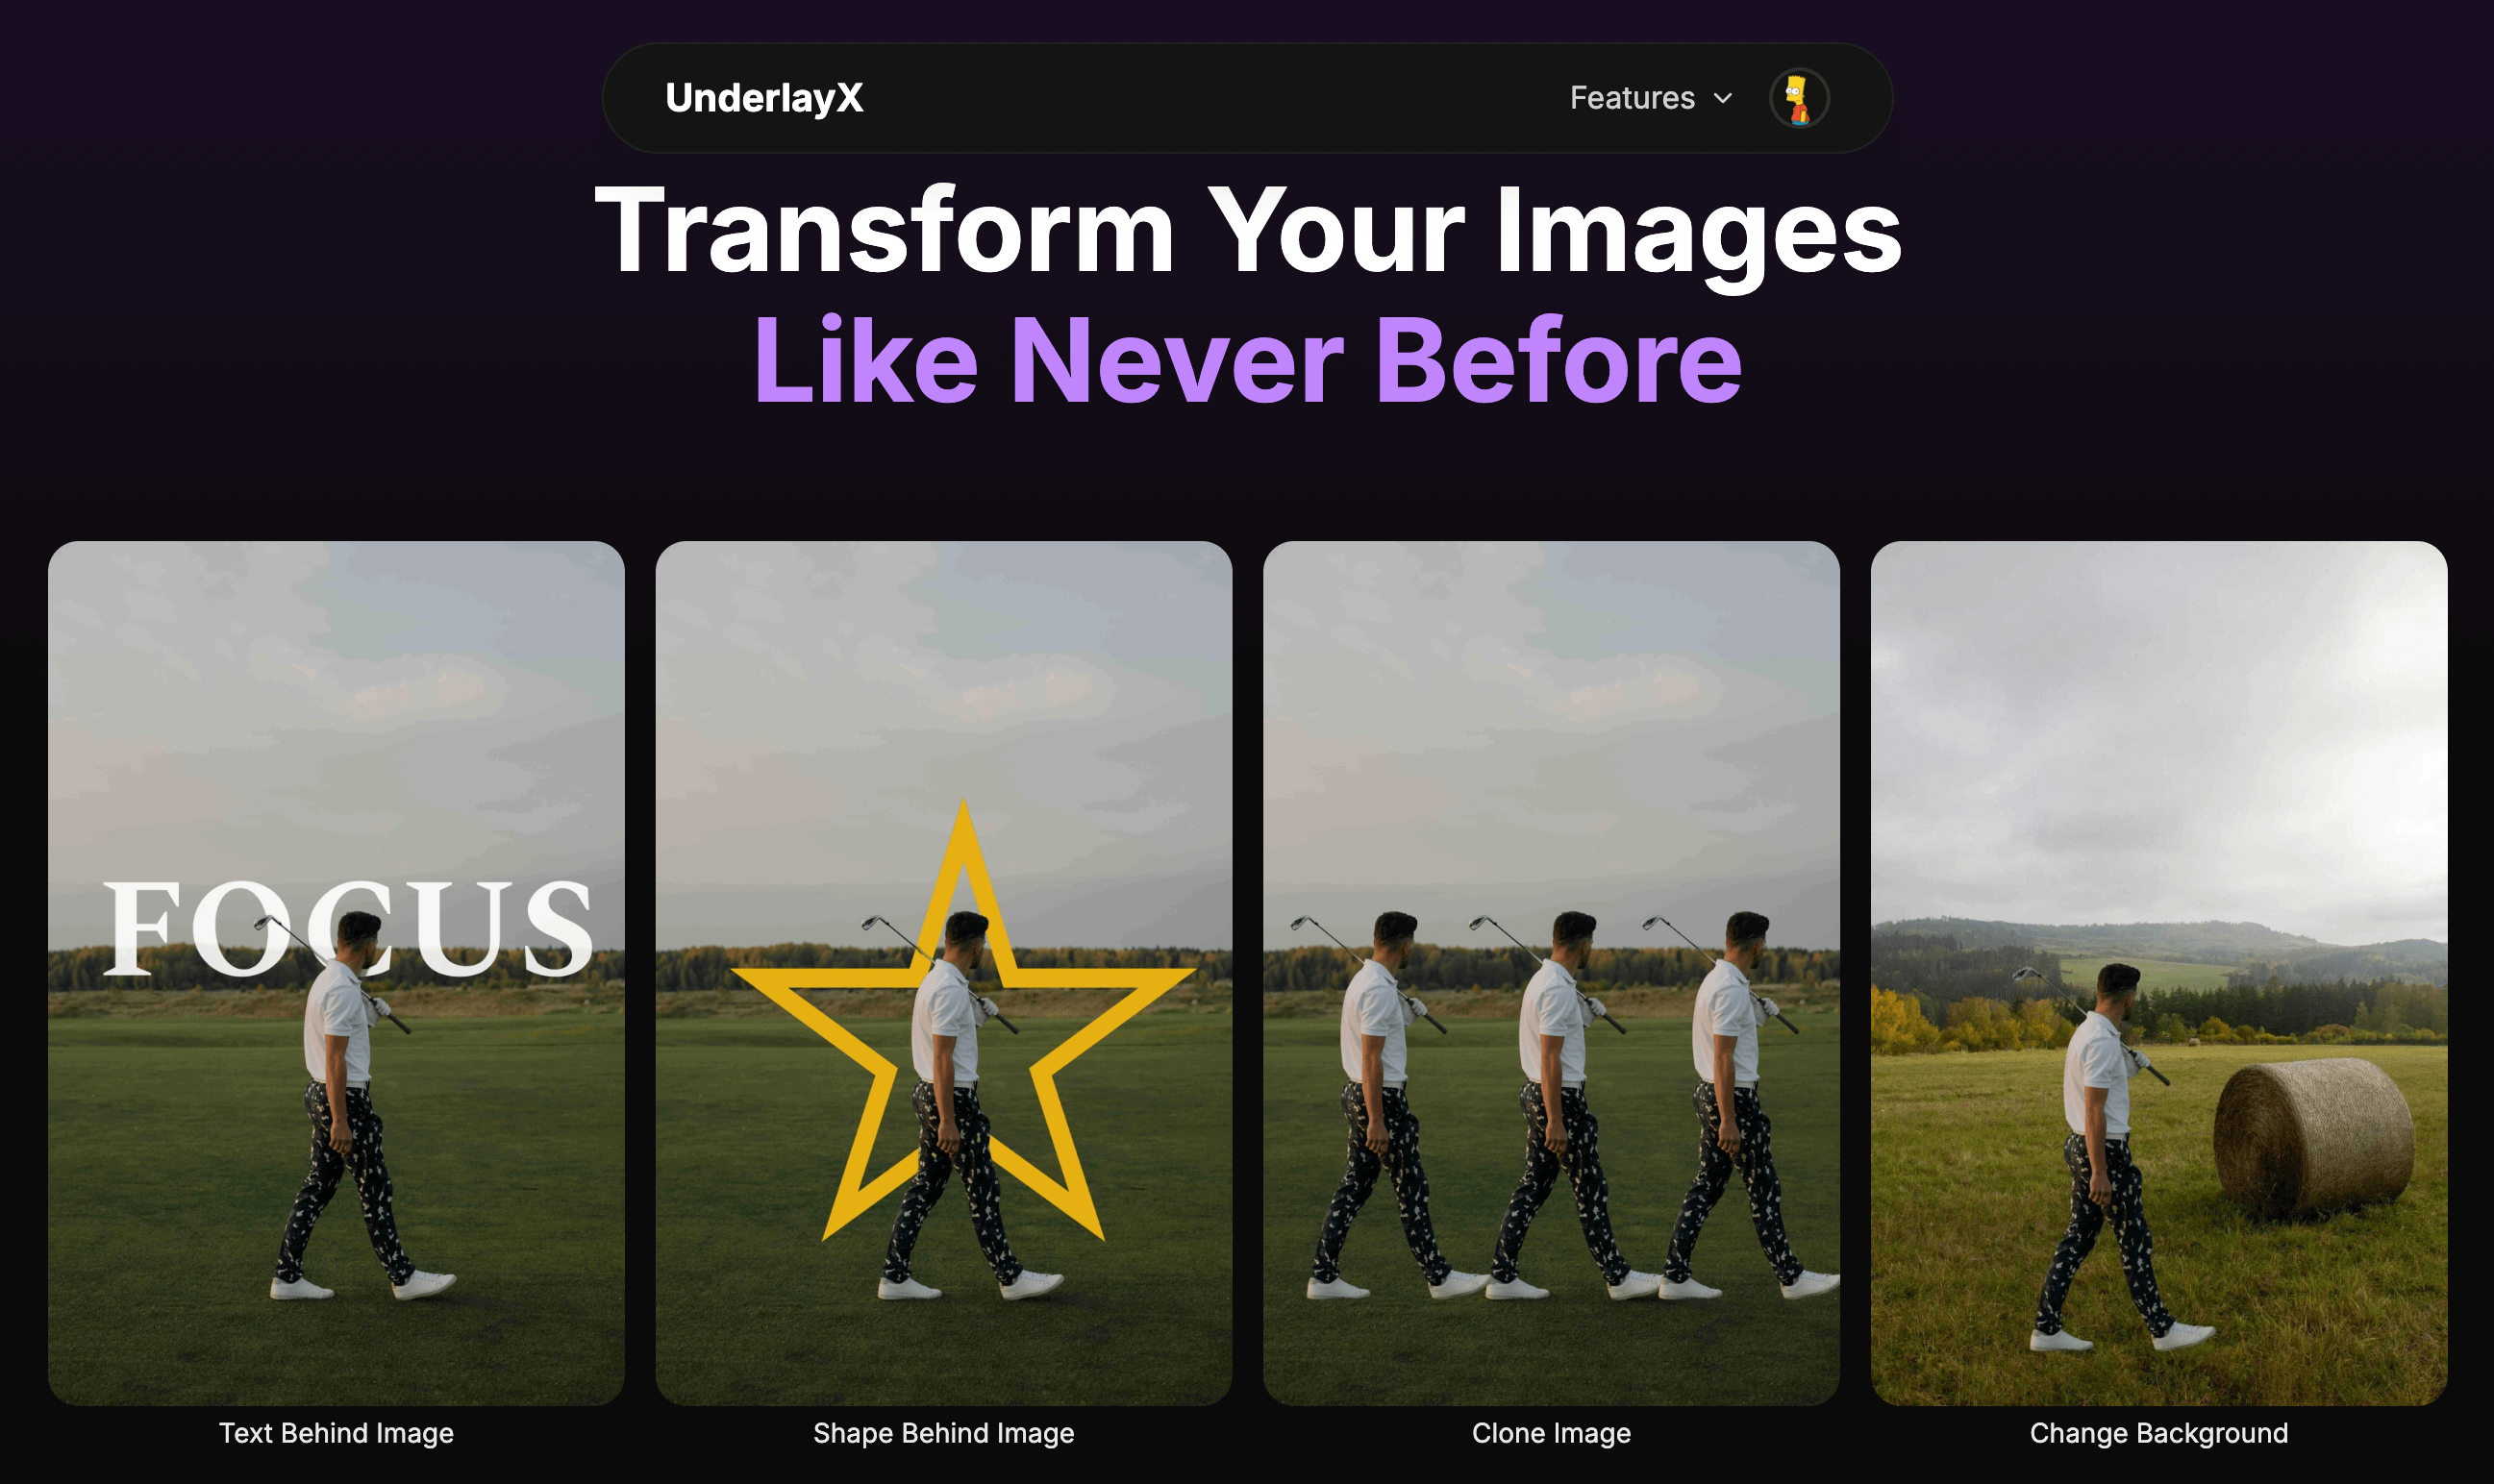 UnderlayX
Features
Transform Your Images
Like Never Before
FOCUS
Text Behind Image
Shape Behind Image
Clone Image
Change Background